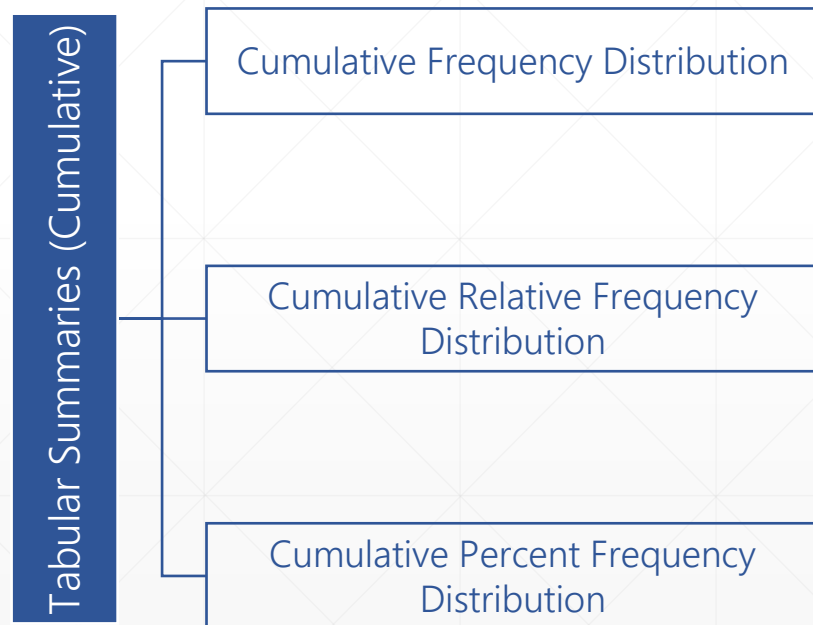 Tabular Summaries (Cumulative)
Cumulative Frequency Distribution
Cumulative Relative Frequency
Distribution
Cumulative Percent Frequency
Distribution